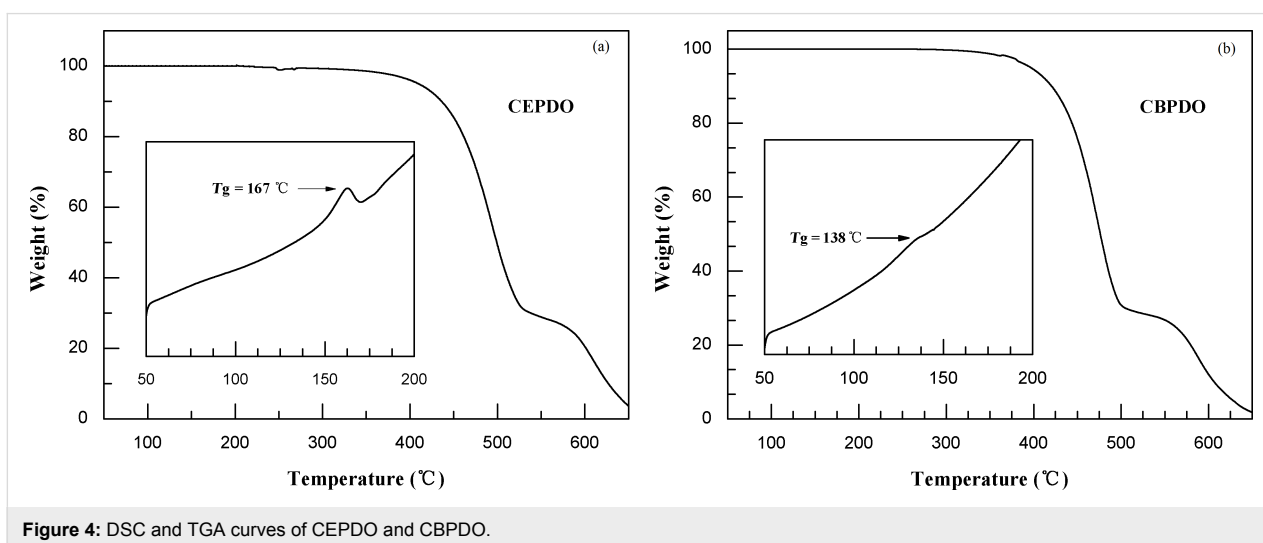 (a)
CEPDO
Weight (%)
100
80
60
40
20
0
Tg = 167 ℃
50 100 150 200
100 200 300 400 500 600
Temperature (℃)
(b)
CBPDO
Weight (%)
100
80
60
40
20
0
Tg = 138 ℃
50 100 150 200
100 200 300 400 500 600
Temperature (℃)
Figure 4: DSC and TGA curves of CEPDO and CBPDO.